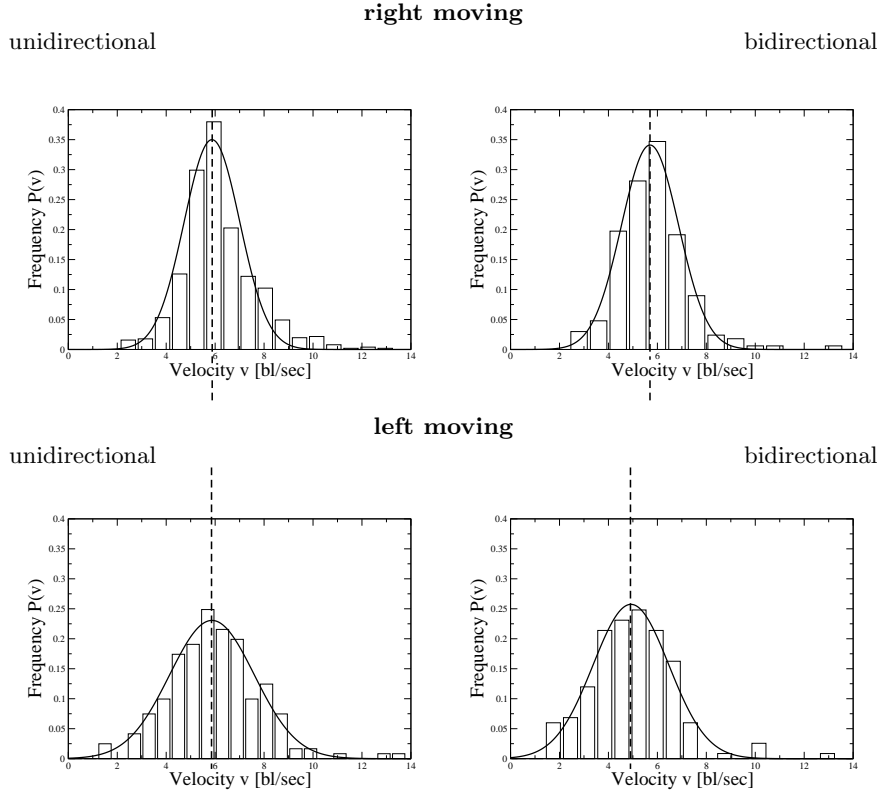 right moving
unidirectional bidirectional
0.4 0.4
0.35 0.35
0.3 0.3
0.25 0.25
0.2 0.2
0.15 0.15
0.1 0.1
0.05 0.05
0 0
Frequency P(v) Frequency P(v)
0 2 4 6 8 10 12 14 0 2 4 6 8 10 12 14
Velocity v [bl/sec] Velocity v [bl/sec]
left moving
unidirectional bidirectional
0.4 0.4
0.35 0.35
0.3 0.3
0.25 0.25
0.2 0.2
0.15 0.15
0.1 0.1
0.05 0.05
0 0
Frequency P(v) Frequency P(v)
0 2 4 6 8 10 12 14 0 2 4 6 8 10 12 14
Velocity v [bl/sec] Velocity v [bl/sec]